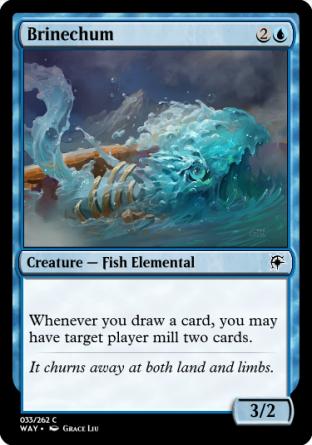 Brinechum 2
Creature — Fish Elemental
Whenever you draw a card, you may
have target player mill two cards.
It churns away at both land and limbs.
3/2
033/262 C
WAY • Grace Liu